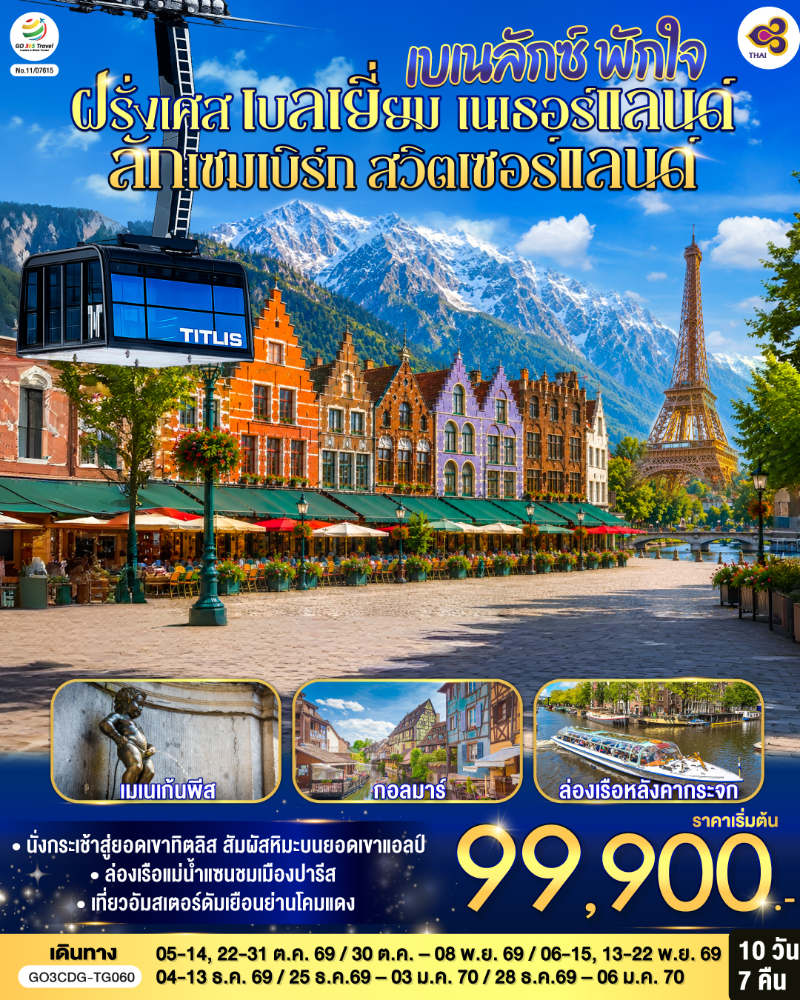 GO 365 Travel
Leaders in Global Tourism
No.11/07615
THAI
เบเนลักซ์ พักใจ
ฝรั่งเศส เบลเยี่ยม เนเธอร์แลนด์
ลักเซมเบิร์ก สวิตเซอร์แลนด์
TITLIS
เมเนเก้นพีส
กอลมาร์
ล่องเรือหลังคากระจก
• นั่งกระเช้าสู่ยอดเขาทิตลิส สัมผัสหิมะบนยอดเขาแอลป์
• ล่องเรือแม่น้ำแซนชมเมืองปารีส
• เที่ยวอัมสเตอร์ดัมเยือนย่านโคมแดง
ราคาเริ่มต้น
99,900.-
เดินทาง
GO3CDG-TG060
05-14, 22-31 ต.ค. 69 / 30 ต.ค. – 08 พ.ย. 69 / 06-15, 13-22 พ.ย. 69
04-13 ธ.ค. 69 / 25 ธ.ค.69 – 03 ม.ค. 70 / 28 ธ.ค.69 – 06 ม.ค. 70
10 วัน
7 คืน